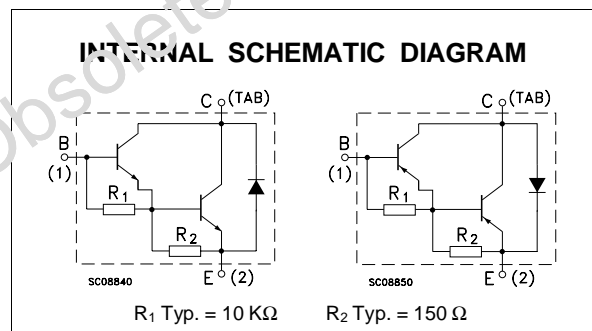 Obsolete
INTERNAL SCHEMATIC DIAGRAM
C (TAB)
B
(1)
R1
R2
E (2)
SC08840
C (TAB)
B
(1)
R1
R2
E (2)
SC08850
R1 Typ. = 10 KΩ R2 Typ. = 150 Ω